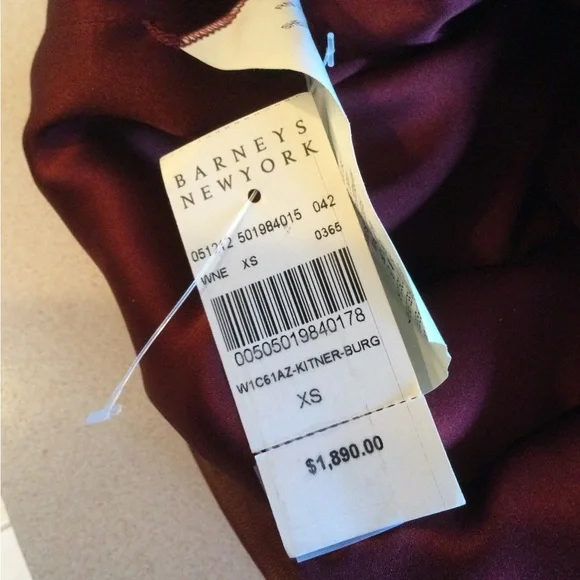 BARNEYS
NEWYORK
051212 501984015 042
WNE XS 0365
00505019840178
W1C61AZ-KITNER-BURG
XS
$1,890.00